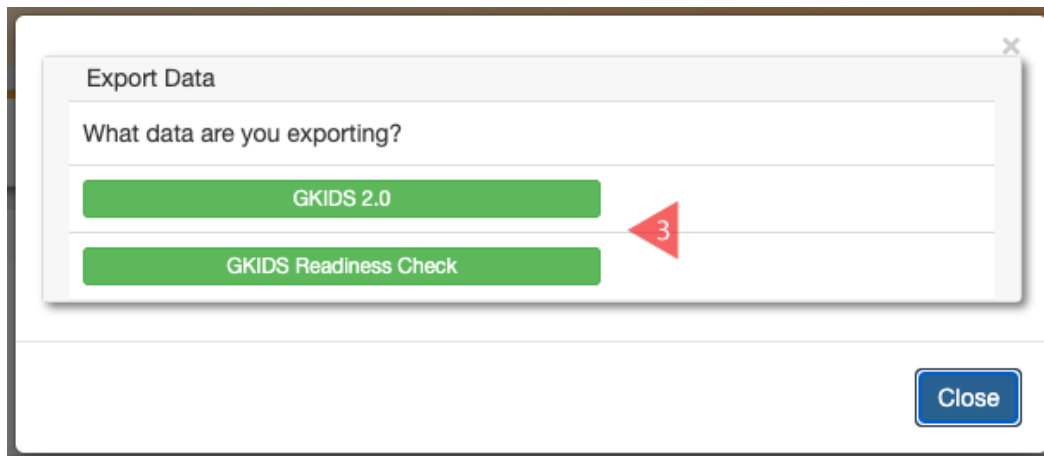 ×
Export Data
What data are you exporting?
GKIDS 2.0
3
GKIDS Readiness Check
Close